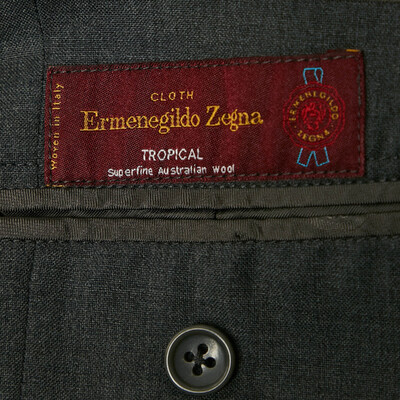 Woven in Italy
CLOTH
Ermenegildo Zegna
TROPICAL
Superfine Australian Wool
ERMENEGILDO
ZEGNA